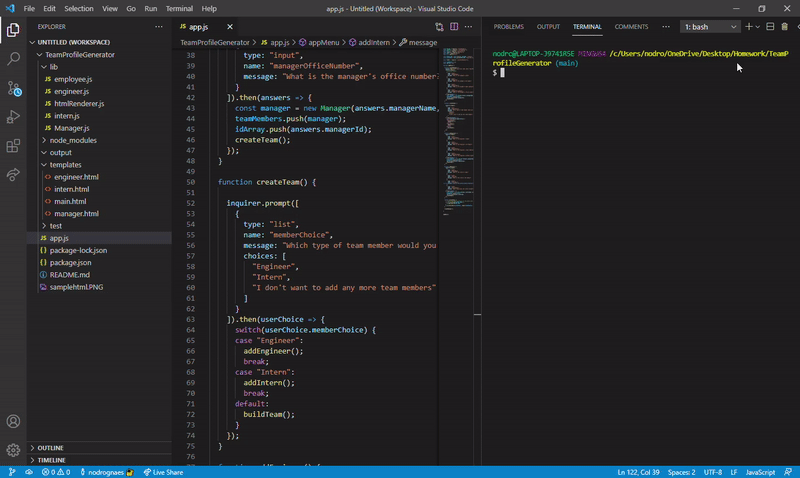 File Edit Selection View Go Run Terminal Help
app.js - Untitled (Workspace) - Visual Studio Code
EXPLORER
UNTITLED (WORKSPACE)
TeamProfileGenerator
lib
employee.js
engineer.js
htmlRenderer.js
intern.js
Manager.js
node_modules
output
templates
engineer.html
intern.html
main.html
manager.html
test
app.js
package-lock.json
package.json
README.md
samplehtml.PNG
OUTLINE
TIMELINE
app.js
TeamProfileGenerator > app.js > appMenu > addIntern > message
38 type: "input",
39 name: "managerOfficeNumber",
40 message: "What is the manager's office number?
41 }
42 ]).then(answers => {
43 const manager = new Manager(answers.managerName,
44 teamMembers.push(manager);
45 idArray.push(answers.managerId);
46 createTeam();
47 });
48 }
49
50 function createTeam() {
51
52 inquirer.prompt([
53 {
54 type: "list",
55 name: "memberChoice",
56 message: "Which type of team member would you
57 choices: [
58 "Engineer",
59 "Intern",
60 "I don't want to add any more team members"
61 ]
62 }
63 ]).then(userChoice => {
64 switch(userChoice.memberChoice) {
65 case "Engineer":
66 addEngineer();
67 break;
68 case "Intern":
69 addIntern();
70 break;
71 default:
72 buildTeam();
73 }
74 });
75 }
76
PROBLEMS OUTPUT TERMINAL COMMENTS ··· 1: bash
nodro@LAPTOP-J9741R5E MINGW64 /c/Users/nodro/OneDrive/Desktop/Homework/TeamP
rofileGenerator (main)
$
0 0 nodrognaes Live Share Ln 122, Col 39 Spaces: 2 UTF-8 LF JavaScript